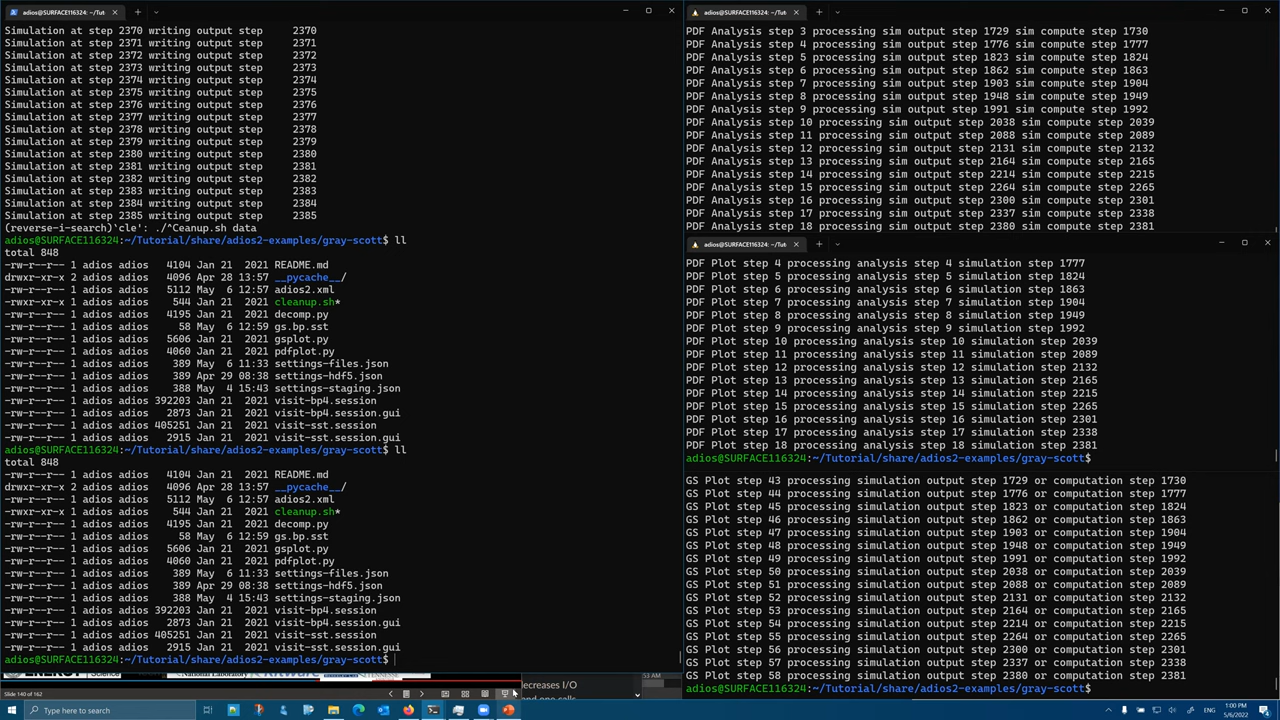 adios@SURFACE116324: ~/Tut
Simulation at step 2370 writing output step 2370
Simulation at step 2371 writing output step 2371
Simulation at step 2372 writing output step 2372
Simulation at step 2373 writing output step 2373
Simulation at step 2374 writing output step 2374
Simulation at step 2375 writing output step 2375
Simulation at step 2376 writing output step 2376
Simulation at step 2377 writing output step 2377
Simulation at step 2378 writing output step 2378
Simulation at step 2379 writing output step 2379
Simulation at step 2380 writing output step 2380
Simulation at step 2381 writing output step 2381
Simulation at step 2382 writing output step 2382
Simulation at step 2383 writing output step 2383
Simulation at step 2384 writing output step 2384
Simulation at step 2385 writing output step 2385
(reverse-i-search)`cle': ./^Ceanup.sh data
adios@SURFACE116324:~/Tutorial/share/adios2-examples/gray-scott$ ll
total 848
-rw-r--r-- 1 adios adios 4104 Jan 21 2021 README.md
drwxr-xr-x 2 adios adios 4096 Apr 28 13:57 __pycache__/
-rw-r--r-- 1 adios adios 5112 May 6 12:57 adios2.xml
-rwxr-xr-x 1 adios adios 544 Jan 21 2021 cleanup.sh*
-rw-r--r-- 1 adios adios 4195 Jan 21 2021 decomp.py
-rw-r--r-- 1 adios adios 58 May 6 12:59 gs.bp.sst
-rw-r--r-- 1 adios adios 5606 Jan 21 2021 gsplot.py
-rw-r--r-- 1 adios adios 4060 Jan 21 2021 pdfplot.py
-rw-r--r-- 1 adios adios 389 May 6 11:33 settings-files.json
-rw-r--r-- 1 adios adios 389 Apr 29 08:38 settings-hdf5.json
-rw-r--r-- 1 adios adios 388 May 4 15:43 settings-staging.json
-rw-r--r-- 1 adios adios 392203 Jan 21 2021 visit-bp4.session
-rw-r--r-- 1 adios adios 2873 Jan 21 2021 visit-bp4.session.gui
-rw-r--r-- 1 adios adios 405251 Jan 21 2021 visit-sst.session
-rw-r--r-- 1 adios adios 2915 Jan 21 2021 visit-sst.session.gui
adios@SURFACE116324:~/Tutorial/share/adios2-examples/gray-scott$ ll
total 848
-rw-r--r-- 1 adios adios 4104 Jan 21 2021 README.md
drwxr-xr-x 2 adios adios 4096 Apr 28 13:57 __pycache__/
-rw-r--r-- 1 adios adios 5112 May 6 12:57 adios2.xml
-rwxr-xr-x 1 adios adios 544 Jan 21 2021 cleanup.sh*
-rw-r--r-- 1 adios adios 4195 Jan 21 2021 decomp.py
-rw-r--r-- 1 adios adios 58 May 6 12:59 gs.bp.sst
-rw-r--r-- 1 adios adios 5606 Jan 21 2021 gsplot.py
-rw-r--r-- 1 adios adios 4060 Jan 21 2021 pdfplot.py
-rw-r--r-- 1 adios adios 389 May 6 11:33 settings-files.json
-rw-r--r-- 1 adios adios 389 Apr 29 08:38 settings-hdf5.json
-rw-r--r-- 1 adios adios 388 May 4 15:43 settings-staging.json
-rw-r--r-- 1 adios adios 392203 Jan 21 2021 visit-bp4.session
-rw-r--r-- 1 adios adios 2873 Jan 21 2021 visit-bp4.session.gui
-rw-r--r-- 1 adios adios 405251 Jan 21 2021 visit-sst.session
-rw-r--r-- 1 adios adios 2915 Jan 21 2021 visit-sst.session.gui
adios@SURFACE116324:~/Tutorial/share/adios2-examples/gray-scott$
adios@SURFACE116324: ~/Tut
PDF Analysis step 3 processing sim output step 1729 sim compute step 1730
PDF Analysis step 4 processing sim output step 1776 sim compute step 1777
PDF Analysis step 5 processing sim output step 1823 sim compute step 1824
PDF Analysis step 6 processing sim output step 1862 sim compute step 1863
PDF Analysis step 7 processing sim output step 1903 sim compute step 1904
PDF Analysis step 8 processing sim output step 1948 sim compute step 1949
PDF Analysis step 9 processing sim output step 1991 sim compute step 1992
PDF Analysis step 10 processing sim output step 2038 sim compute step 2039
PDF Analysis step 11 processing sim output step 2088 sim compute step 2089
PDF Analysis step 12 processing sim output step 2131 sim compute step 2132
PDF Analysis step 13 processing sim output step 2164 sim compute step 2165
PDF Analysis step 14 processing sim output step 2214 sim compute step 2215
PDF Analysis step 15 processing sim output step 2264 sim compute step 2265
PDF Analysis step 16 processing sim output step 2300 sim compute step 2301
PDF Analysis step 17 processing sim output step 2337 sim compute step 2338
PDF Analysis step 18 processing sim output step 2380 sim compute step 2381
adios@SURFACE116324: ~/Tut
PDF Plot step 4 processing analysis step 4 simulation step 1777
PDF Plot step 5 processing analysis step 5 simulation step 1824
PDF Plot step 6 processing analysis step 6 simulation step 1863
PDF Plot step 7 processing analysis step 7 simulation step 1904
PDF Plot step 8 processing analysis step 8 simulation step 1949
PDF Plot step 9 processing analysis step 9 simulation step 1992
PDF Plot step 10 processing analysis step 10 simulation step 2039
PDF Plot step 11 processing analysis step 11 simulation step 2089
PDF Plot step 12 processing analysis step 12 simulation step 2132
PDF Plot step 13 processing analysis step 13 simulation step 2165
PDF Plot step 14 processing analysis step 14 simulation step 2215
PDF Plot step 15 processing analysis step 15 simulation step 2265
PDF Plot step 16 processing analysis step 16 simulation step 2301
PDF Plot step 17 processing analysis step 17 simulation step 2338
PDF Plot step 18 processing analysis step 18 simulation step 2381
adios@SURFACE116324:~/Tutorial/share/adios2-examples/gray-scott$
GS Plot step 43 processing simulation output step 1729 or computation step 1730
GS Plot step 44 processing simulation output step 1776 or computation step 1777
GS Plot step 45 processing simulation output step 1823 or computation step 1824
GS Plot step 46 processing simulation output step 1862 or computation step 1863
GS Plot step 47 processing simulation output step 1903 or computation step 1904
GS Plot step 48 processing simulation output step 1948 or computation step 1949
GS Plot step 49 processing simulation output step 1991 or computation step 1992
GS Plot step 50 processing simulation output step 2038 or computation step 2039
GS Plot step 51 processing simulation output step 2088 or computation step 2089
GS Plot step 52 processing simulation output step 2131 or computation step 2132
GS Plot step 53 processing simulation output step 2164 or computation step 2165
GS Plot step 54 processing simulation output step 2214 or computation step 2215
GS Plot step 55 processing simulation output step 2264 or computation step 2265
GS Plot step 56 processing simulation output step 2300 or computation step 2301
GS Plot step 57 processing simulation output step 2337 or computation step 2338
GS Plot step 58 processing simulation output step 2380 or computation step 2381
adios@SURFACE116324:~/Tutorial/share/adios2-examples/gray-scott$
Slide 140 of 162
decreases I/O
:53 AM
Type here to search
1:00 PM
5/6/2022